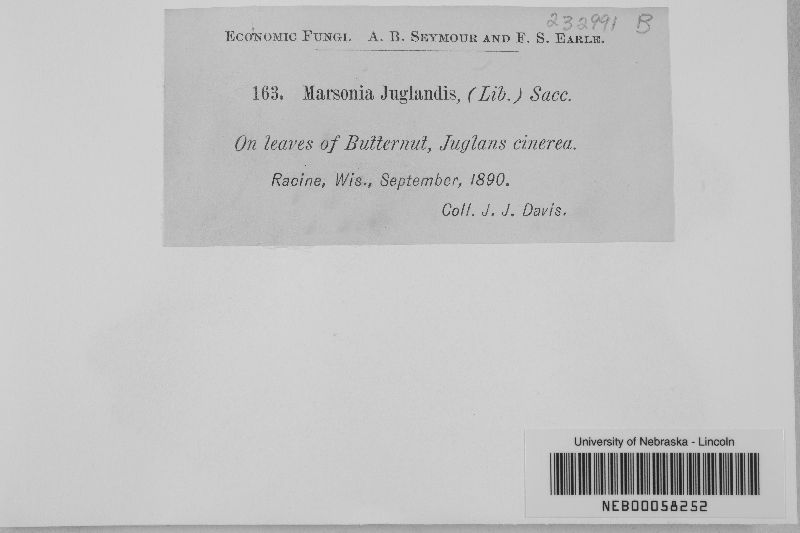 232991 B
Economic Fungi. A. B. Seymour and F. S. Earle.
163. Marsonia Juglandis, (Lib.) Sacc.
On leaves of Butternut, Juglans cinerea.
Racine, Wis., September, 1890.
Coll. J. J. Davis.
University of Nebraska - Lincoln
NEB00058252